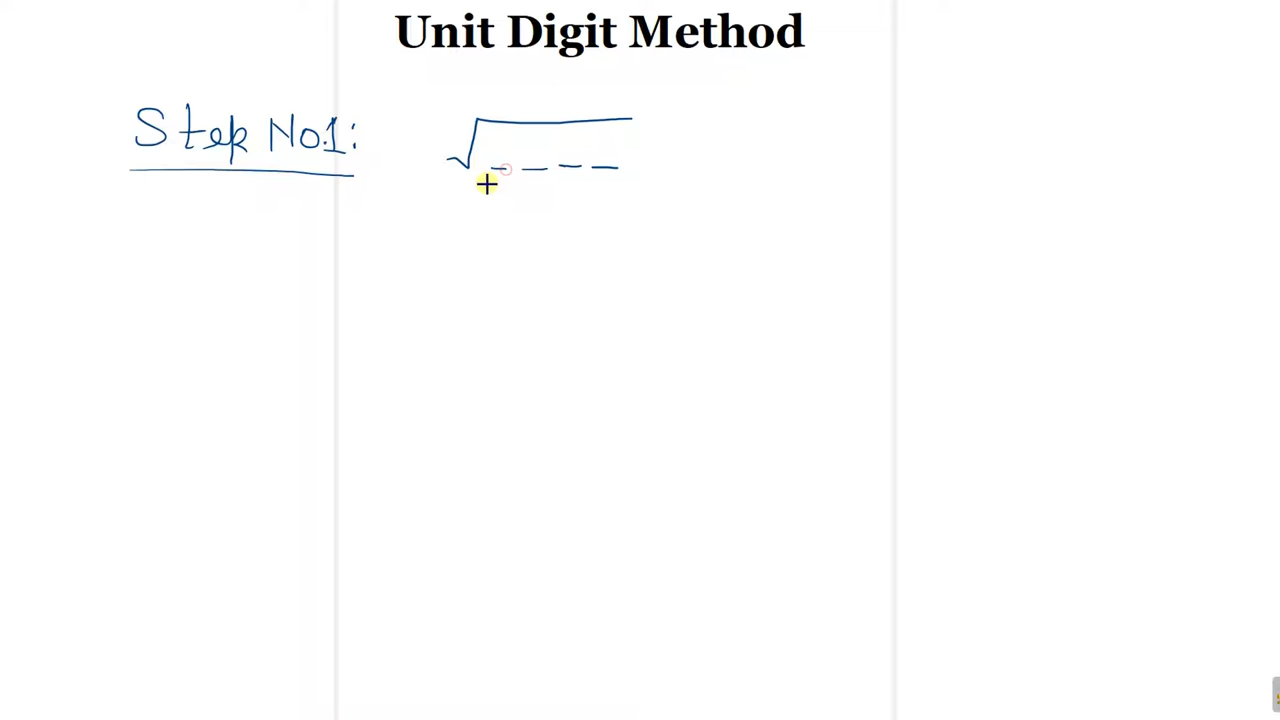 Unit Digit Method
Step No.1: √_ _ _ _